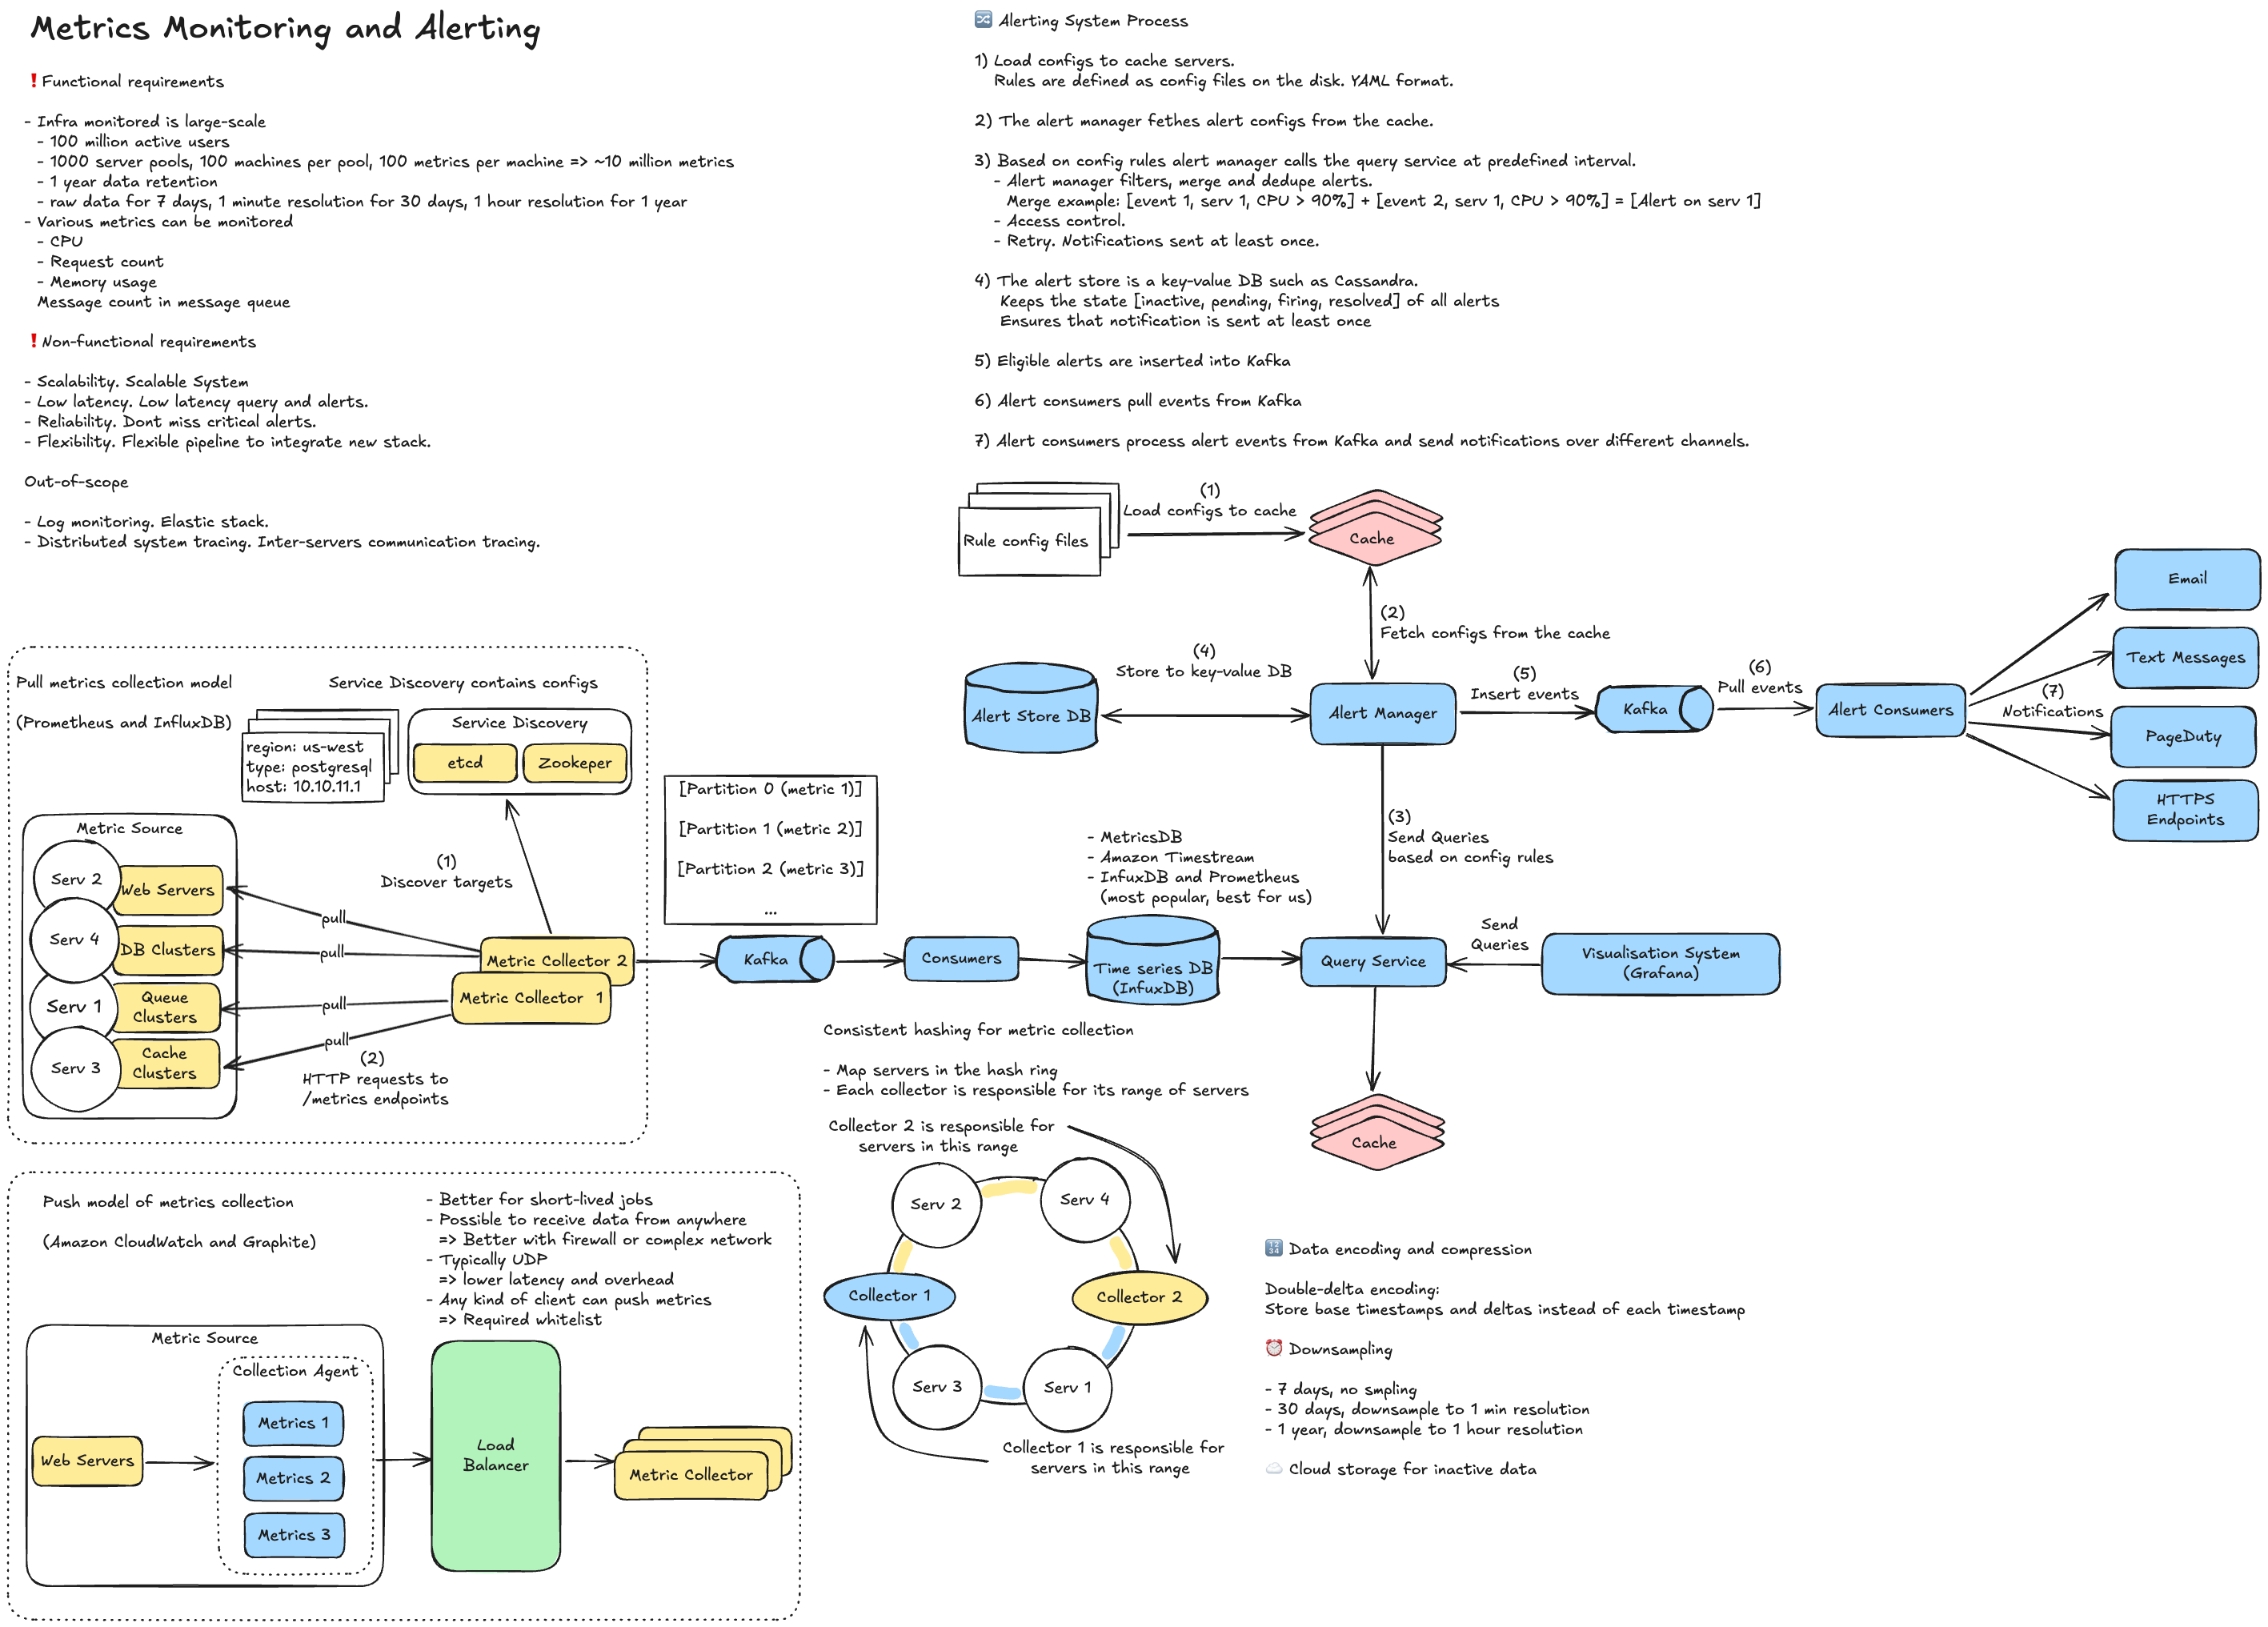 Metrics Monitoring and Alerting
❗Functional requirements
- Infra monitored is large-scale
- 100 million active users
- 1000 server pools, 100 machines per pool, 100 metrics per machine => ~10 million metrics
- 1 year data retention
- raw data for 7 days, 1 minute resolution for 30 days, 1 hour resolution for 1 year
- Various metrics can be monitored
- CPU
- Request count
- Memory usage
Message count in message queue
❗Non-functional requirements
- Scalability. Scalable System
- Low latency. Low latency query and alerts.
- Reliability. Dont miss critical alerts.
- Flexibility. Flexible pipeline to integrate new stack.
Out-of-scope
- Log monitoring. Elastic stack.
- Distributed system tracing. Inter-servers communication tracing.
🔀 Alerting System Process
1) Load configs to cache servers.
Rules are defined as config files on the disk. YAML format.
2) The alert manager fethes alert configs from the cache.
3) Based on config rules alert manager calls the query service at predefined interval.
- Alert manager filters, merge and dedupe alerts.
Merge example: [event 1, serv 1, CPU > 90%] + [event 2, serv 1, CPU > 90%] = [Alert on serv 1]
- Access control.
- Retry. Notifications sent at least once.
4) The alert store is a key-value DB such as Cassandra.
Keeps the state [inactive, pending, firing, resolved] of all alerts
Ensures that notification is sent at least once
5) Eligible alerts are inserted into Kafka
6) Alert consumers pull events from Kafka
7) Alert consumers process alert events from Kafka and send notifications over different channels.
Rule config files
(1)
Load configs to cache
Cache
(2)
Fetch configs from the cache
Alert Store DB
(4)
Store to key-value DB
Alert Manager
(5)
Insert events
Kafka
(6)
Pull events
Alert Consumers
(7)
Notifications
Email
Text Messages
PageDuty
HTTPS
Endpoints
(3)
Send Queries
based on config rules
Pull metrics collection model
(Prometheus and InfluxDB)
Service Discovery contains configs
region: us-west
type: postgresql
host: 10.10.11.1
Service Discovery
etcd
Zookeper
Metric Source
Serv 2
Web Servers
Serv 4
DB Clusters
Serv 1
Queue
Clusters
Serv 3
Cache
Clusters
(1)
Discover targets
pull
pull
pull
pull
(2)
HTTP requests to
/metrics endpoints
Metric Collector 2
Metric Collector 1
[Partition 0 (metric 1)]
[Partition 1 (metric 2)]
[Partition 2 (metric 3)]
...
Kafka
Consumers
- MetricsDB
- Amazon Timestream
- InfuxDB and Prometheus
(most popular, best for us)
Time series DB
(InfuxDB)
Query Service
Send
Queries
Visualisation System
(Grafana)
Cache
Consistent hashing for metric collection
- Map servers in the hash ring
- Each collector is responsible for its range of servers
Collector 2 is responsible for
servers in this range
Serv 2
Serv 4
Collector 1
Collector 2
Serv 3
Serv 1
Collector 1 is responsible for
servers in this range
Push model of metrics collection
(Amazon CloudWatch and Graphite)
- Better for short-lived jobs
- Possible to receive data from anywhere
=> Better with firewall or complex network
- Typically UDP
=> lower latency and overhead
- Any kind of client can push metrics
=> Required whitelist
Metric Source
Collection Agent
Web Servers
Metrics 1
Metrics 2
Metrics 3
Load
Balancer
Metric Collector
🔢 Data encoding and compression
Double-delta encoding:
Store base timestamps and deltas instead of each timestamp
⏰ Downsampling
- 7 days, no smpling
- 30 days, downsample to 1 min resolution
- 1 year, downsample to 1 hour resolution
☁️ Cloud storage for inactive data